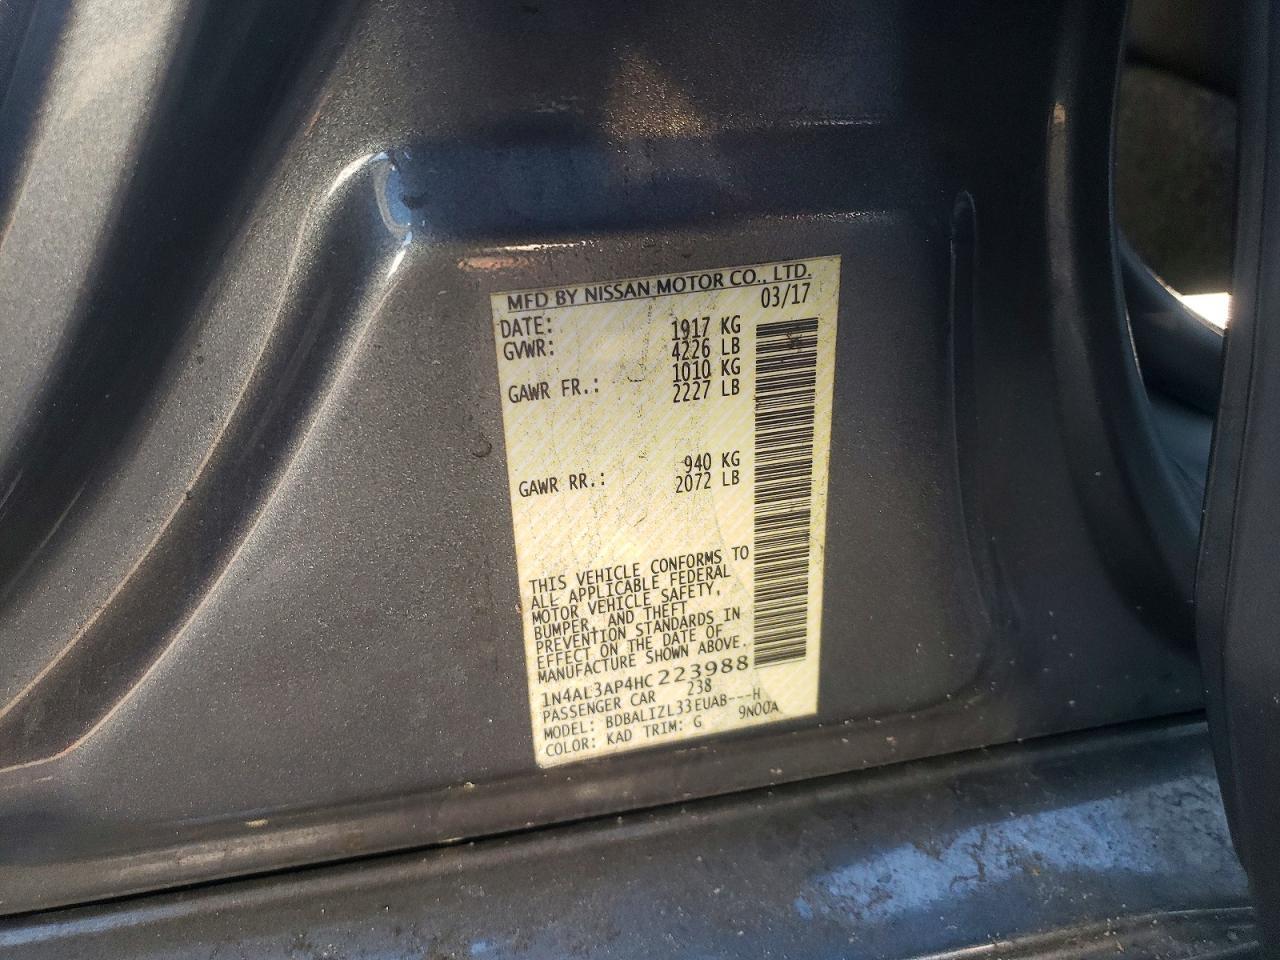 MFD BY NISSAN MOTOR CO., LTD.
03/17
DATE: 1917 KG
GVWR: 4226 LB
1010 KG
GAWR FR.: 2227 LB
940 KG
GAWR RR.: 2072 LB
THIS VEHICLE CONFORMS TO
ALL APPLICABLE FEDERAL
MOTOR VEHICLE SAFETY,
BUMPER, AND THEFT
PREVENTION STANDARDS IN
EFFECT ON THE DATE OF
MANUFACTURE SHOWN ABOVE.
1N4AL3AP4HC223988
PASSENGER CAR 238
MODEL: BDBALIZL33EUAB---H
COLOR: KAD TRIM: G 9N00A